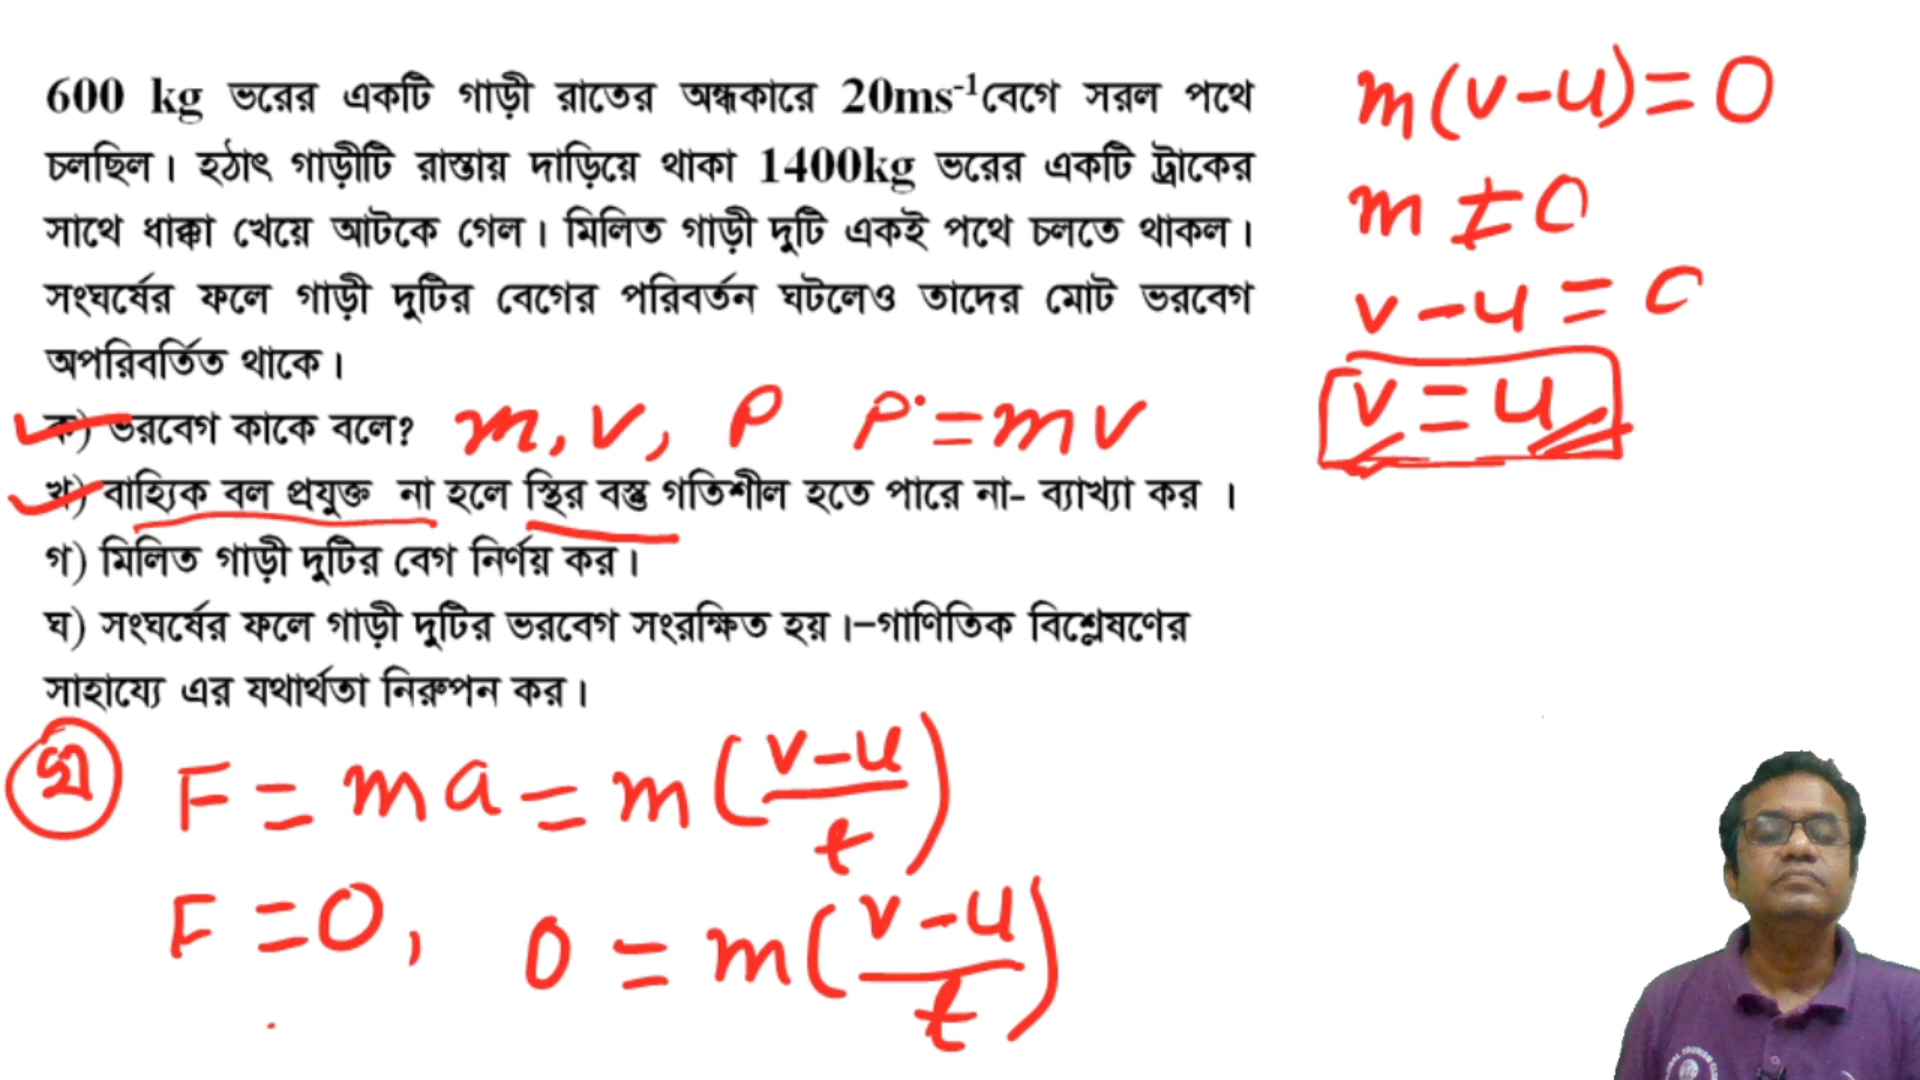 600 kg ভরের একটি গাড়ী রাতের অন্ধকারে 20ms⁻¹বেগে সরল পথে
চলছিল। হঠাৎ গাড়ীটি রাস্তায় দাড়িয়ে থাকা 1400kg ভরের একটি ট্রাকের
সাথে ধাক্কা খেয়ে আটকে গেল। মিলিত গাড়ী দুটি একই পথে চলতে থাকল।
সংঘর্ষের ফলে গাড়ী দুটির বেগের পরিবর্তন ঘটলেও তাদের মোট ভরবেগ
অপরিবর্তিত থাকে।
ক) ভরবেগ কাকে বলে? m, v, P P = mv
খ) বাহ্যিক বল প্রযুক্ত না হলে স্থির বস্তু গতিশীল হতে পারে না- ব্যাখ্যা কর ।
গ) মিলিত গাড়ী দুটির বেগ নির্ণয় কর।
ঘ) সংঘর্ষের ফলে গাড়ী দুটির ভরবেগ সংরক্ষিত হয়।–গাণিতিক বিশ্লেষণের
সাহায্যে এর যথার্থতা নিরুপন কর।
খ F = ma = m(v-u/t)
F = 0, 0 = m(v-u/t)
m(v-u) = 0
m ≠ 0
v-u = 0
v = u